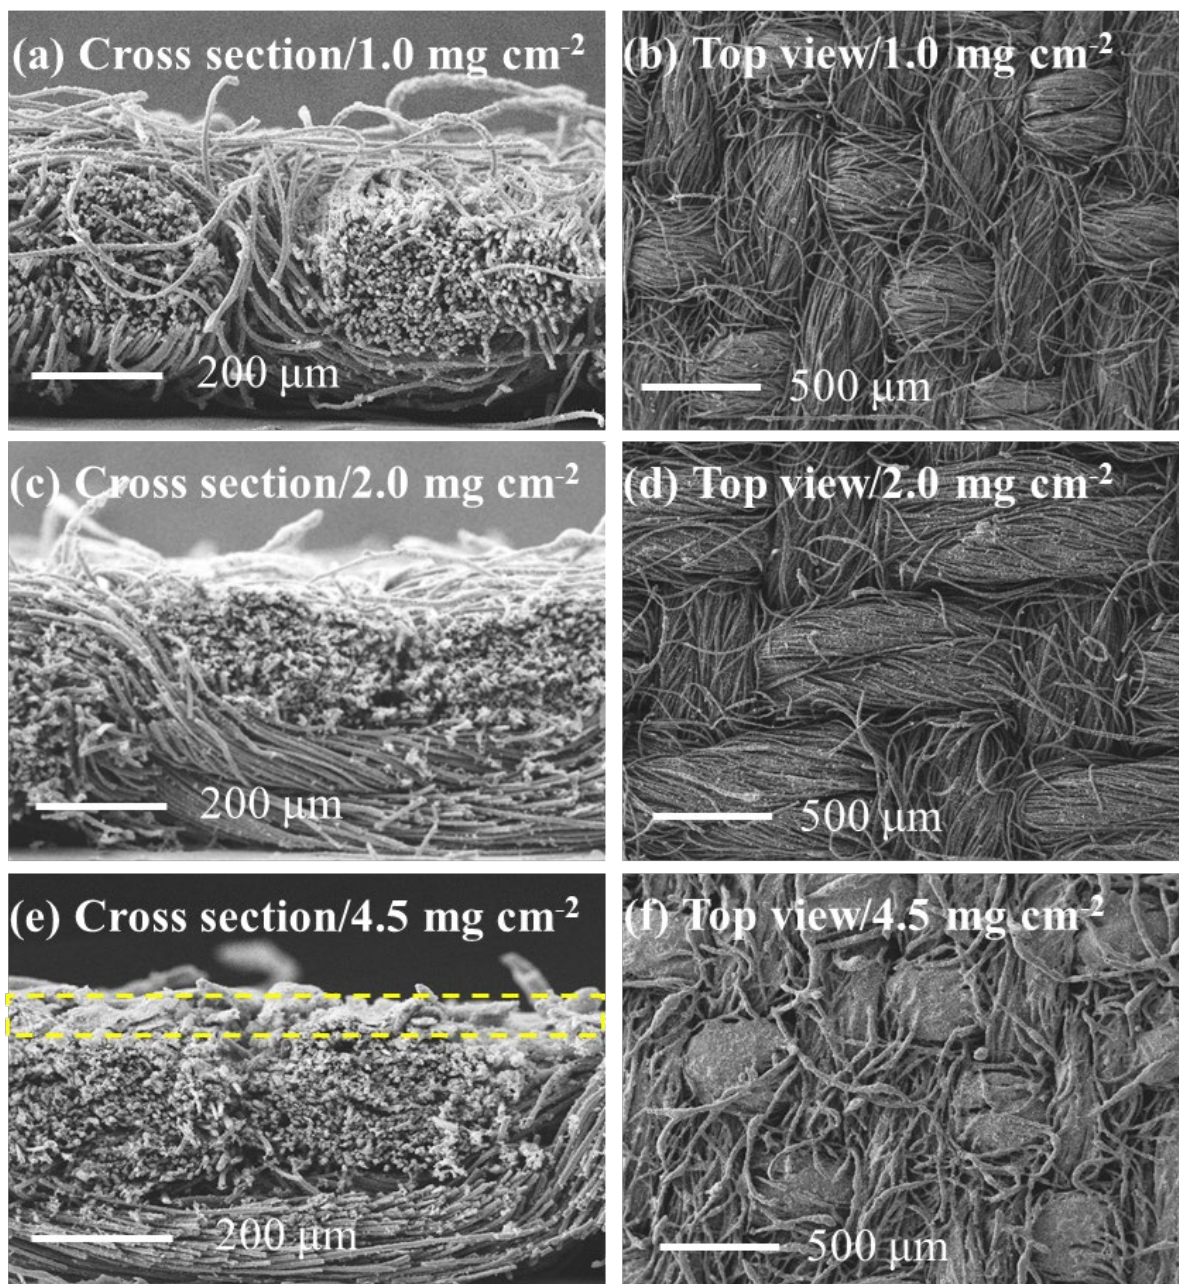 (a) Cross section/1.0 mg cm⁻²
200 μm
(b) Top view/1.0 mg cm⁻²
500 μm
(c) Cross section/2.0 mg cm⁻²
200 μm
(d) Top view/2.0 mg cm⁻²
500 μm
(e) Cross section/4.5 mg cm⁻²
200 μm
(f) Top view/4.5 mg cm⁻²
500 μm